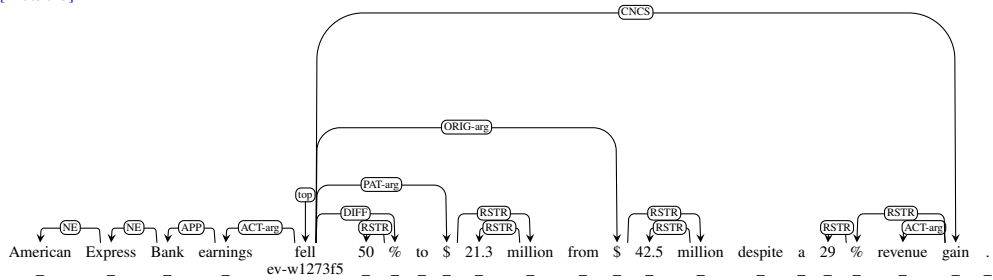 CNCS
ORIG-arg
top
PAT-arg
NE NE APP ACT-arg DIFF RSTR RSTR RSTR RSTR RSTR RSTR RSTR ACT-arg
American Express Bank earnings fell 50 % to $ 21.3 million from $ 42.5 million despite a 29 % revenue gain .
_ _ _ _ ev-w1273f5 _ _ _ _ _ _ _ _ _ _ _ _ _ _ _ _ _